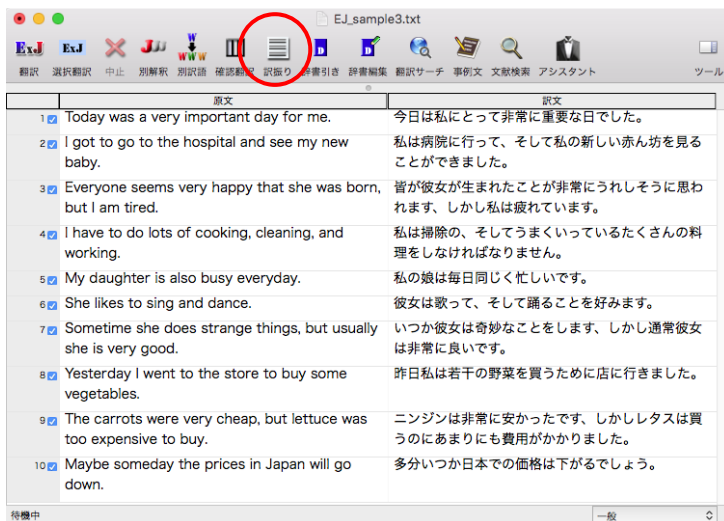 EJ_sample3.txt
ExJ ExJ JJJ W WWW D D
翻訳 選択翻訳 中止 別解釈 別訳語 確認翻訳 訳振り 辞書引き 辞書編集 翻訳サーチ 事例文 文献検索 アシスタント ツール
原文 訳文
1 Today was a very important day for me. 今日は私にとって非常に重要な日でした。
2 I got to go to the hospital and see my new 私は病院に行って、そして私の新しい赤ん坊を見る
baby. ことができました。
3 Everyone seems very happy that she was born, 皆が彼女が生まれたことが非常にうれしそうに思わ
but I am tired. れます、しかし私は疲れています。
4 I have to do lots of cooking, cleaning, and 私は掃除の、そしてうまくいっているたくさんの料
working. 理をしなければなりません。
5 My daughter is also busy everyday. 私の娘は毎日同じく忙しいです。
6 She likes to sing and dance. 彼女は歌って、そして踊ることを好みます。
7 Sometime she does strange things, but usually いつか彼女は奇妙なことをします、しかし通常彼女
she is very good. は非常に良いです。
8 Yesterday I went to the store to buy some 昨日私は若干の野菜を買うために店に行きました。
vegetables.
9 The carrots were very cheap, but lettuce was ニンジンは非常に安かったです、しかしレタスは買
too expensive to buy. うのにあまりにも費用がかかりました。
10 Maybe someday the prices in Japan will go 多分いつか日本での価格は下がるでしょう。
down.
待機中 一般